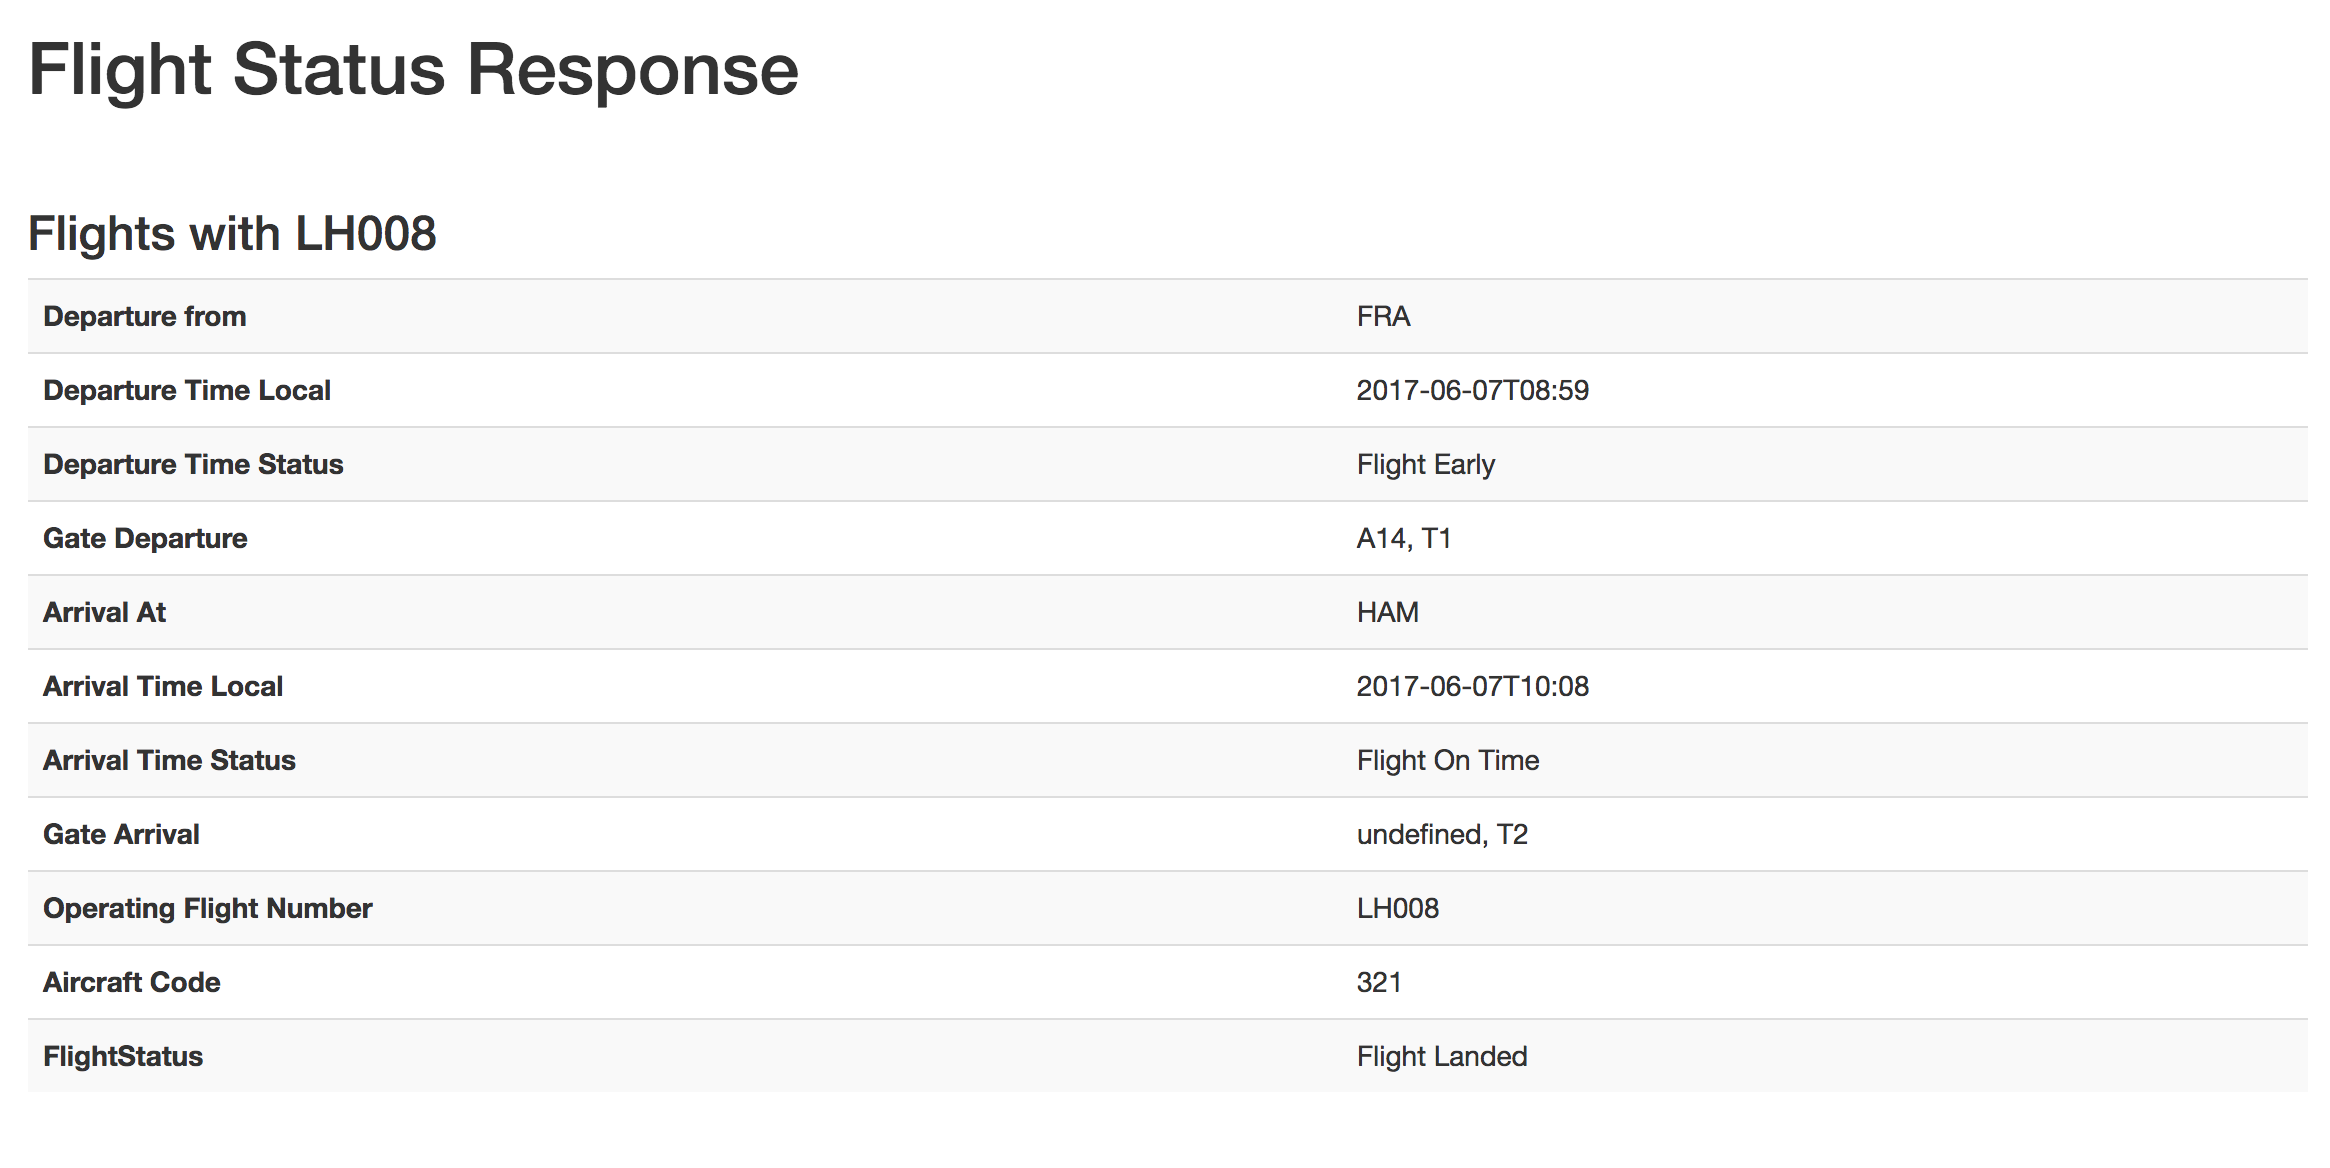 Flight Status Response
Flights with LH008
Departure from FRA
Departure Time Local 2017-06-07T08:59
Departure Time Status Flight Early
Gate Departure A14, T1
Arrival At HAM
Arrival Time Local 2017-06-07T10:08
Arrival Time Status Flight On Time
Gate Arrival undefined, T2
Operating Flight Number LH008
Aircraft Code 321
FlightStatus Flight Landed